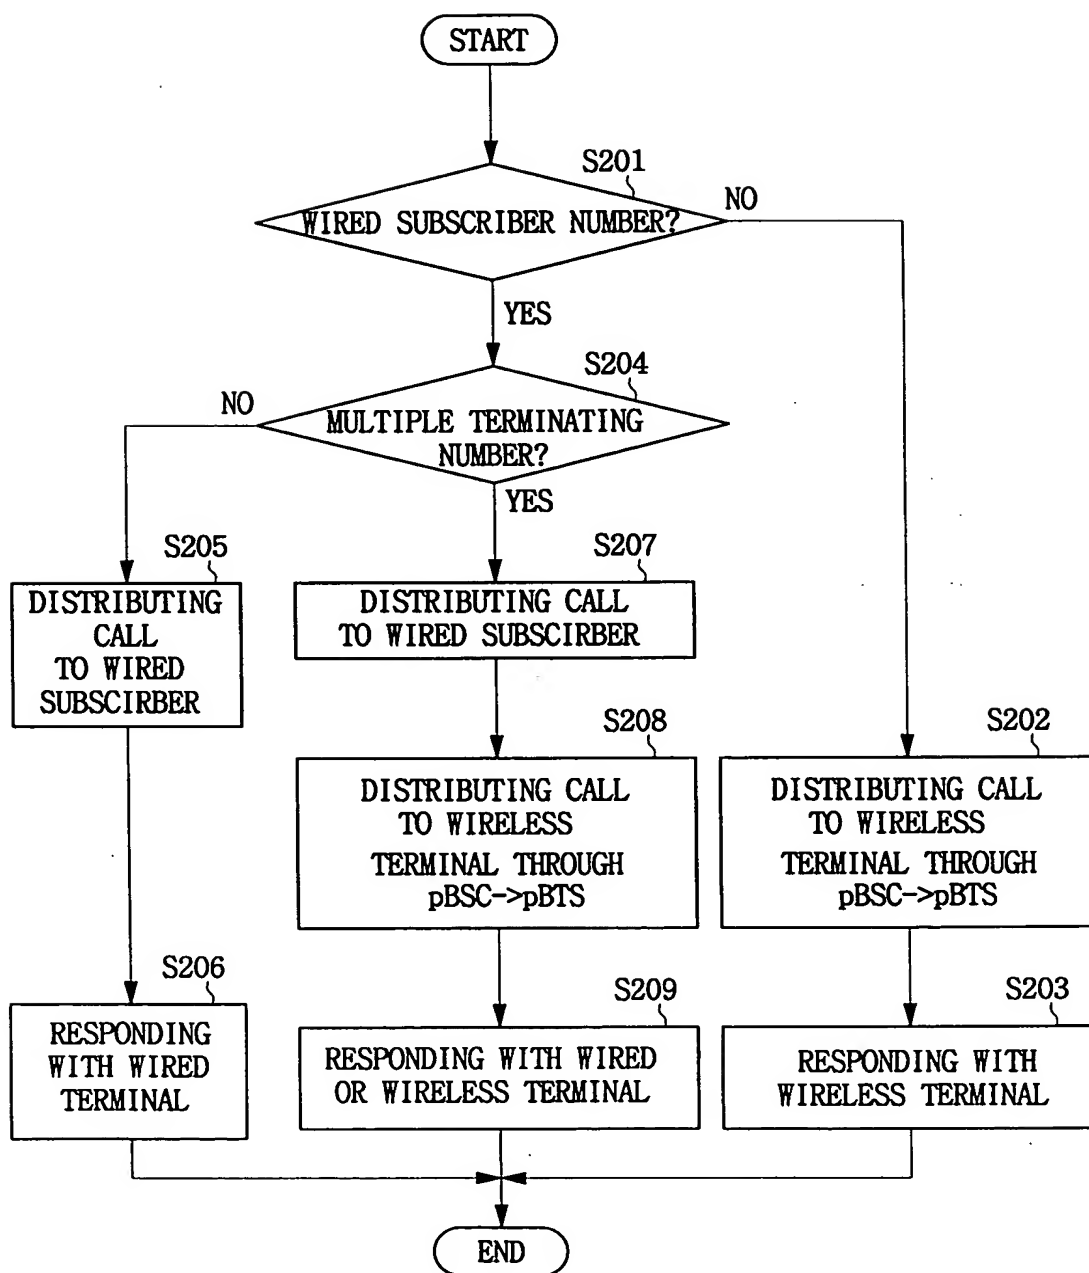 START
S201
WIRED SUBSCRIBER NUMBER?
NO
YES
S204
NO
MULTIPLE TERMINATING
NUMBER?
YES
S205
DISTRIBUTING
CALL
TO WIRED
SUBSCIRBER
S207
DISTRIBUTING CALL
TO WIRED SUBSCIRBER
S208
DISTRIBUTING CALL
TO WIRELESS
TERMINAL THROUGH
pBSC->pBTS
S202
DISTRIBUTING CALL
TO WIRELESS
TERMINAL THROUGH
pBSC->pBTS
S206
RESPONDING
WITH WIRED
TERMINAL
S209
RESPONDING WITH WIRED
OR WIRELESS TERMINAL
S203
RESPONDING WITH
WIRELESS TERMINAL
END